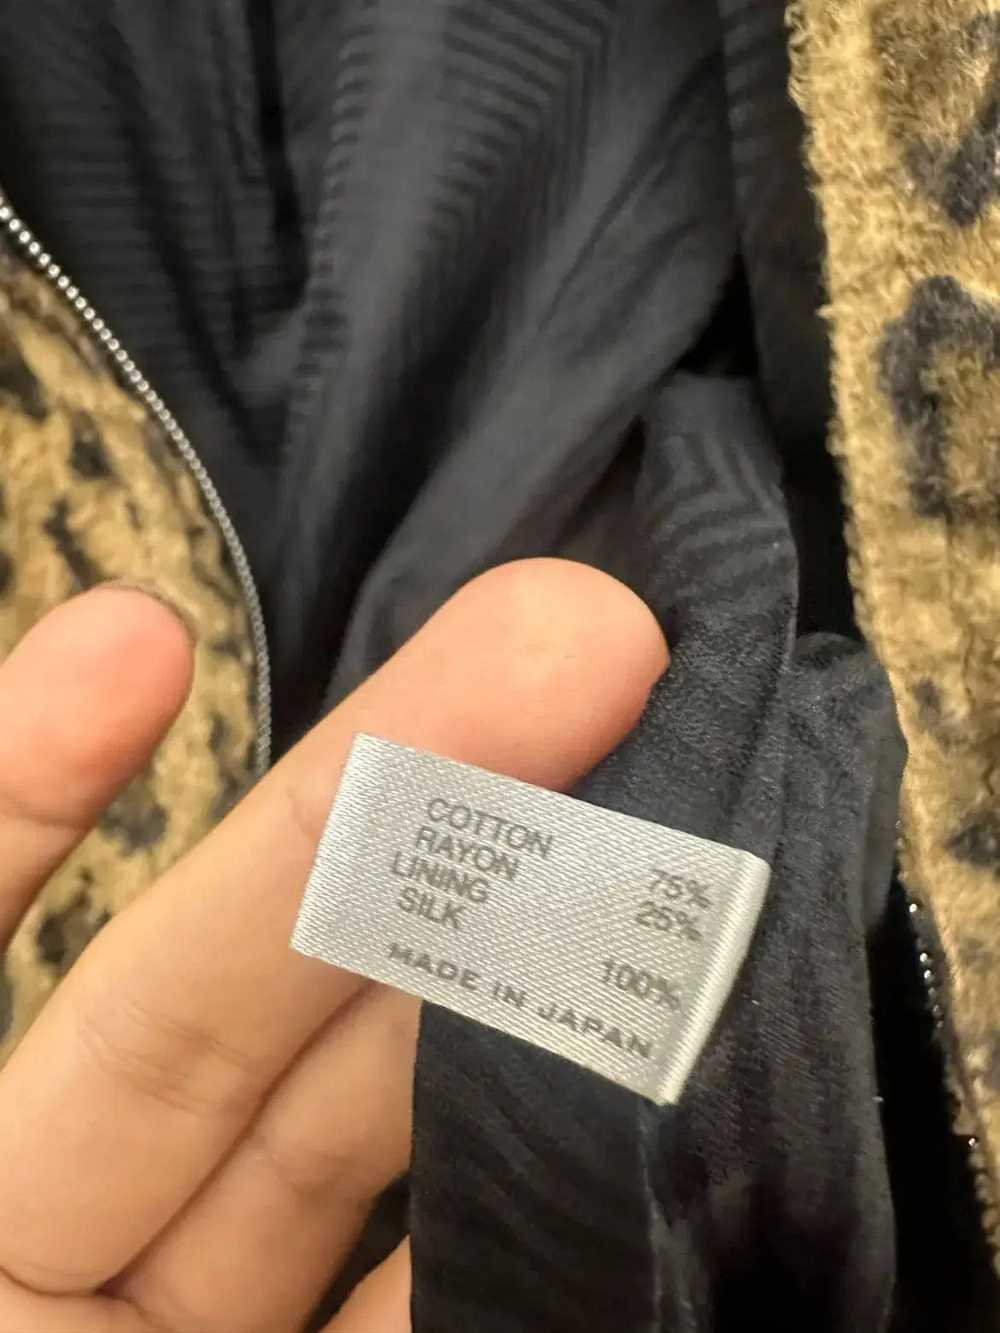 COTTON 75%
RAYON 25%
LINING
SILK 100%
MADE IN JAPAN